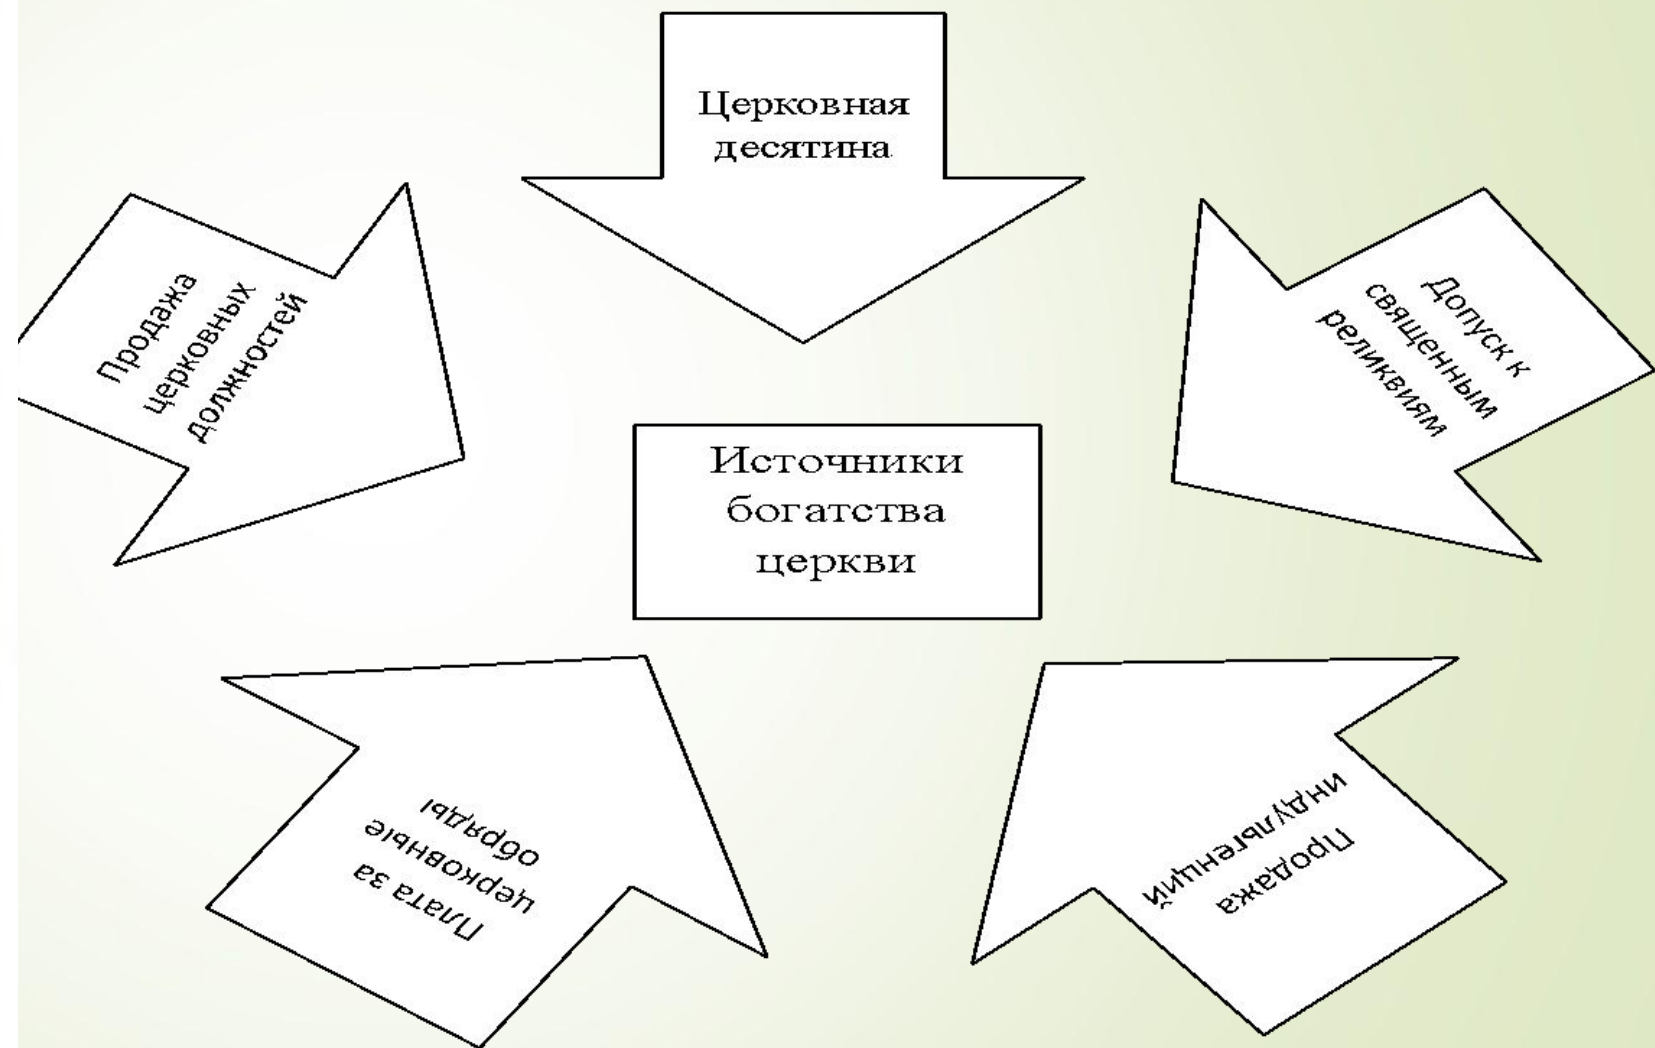 Церковная
десятина
Продажа
церковных
должностей
Допуск к
священным
реликвиям
Источники
богатства
церкви
Плата за
церковные
обряды
Продажа
индульгенций